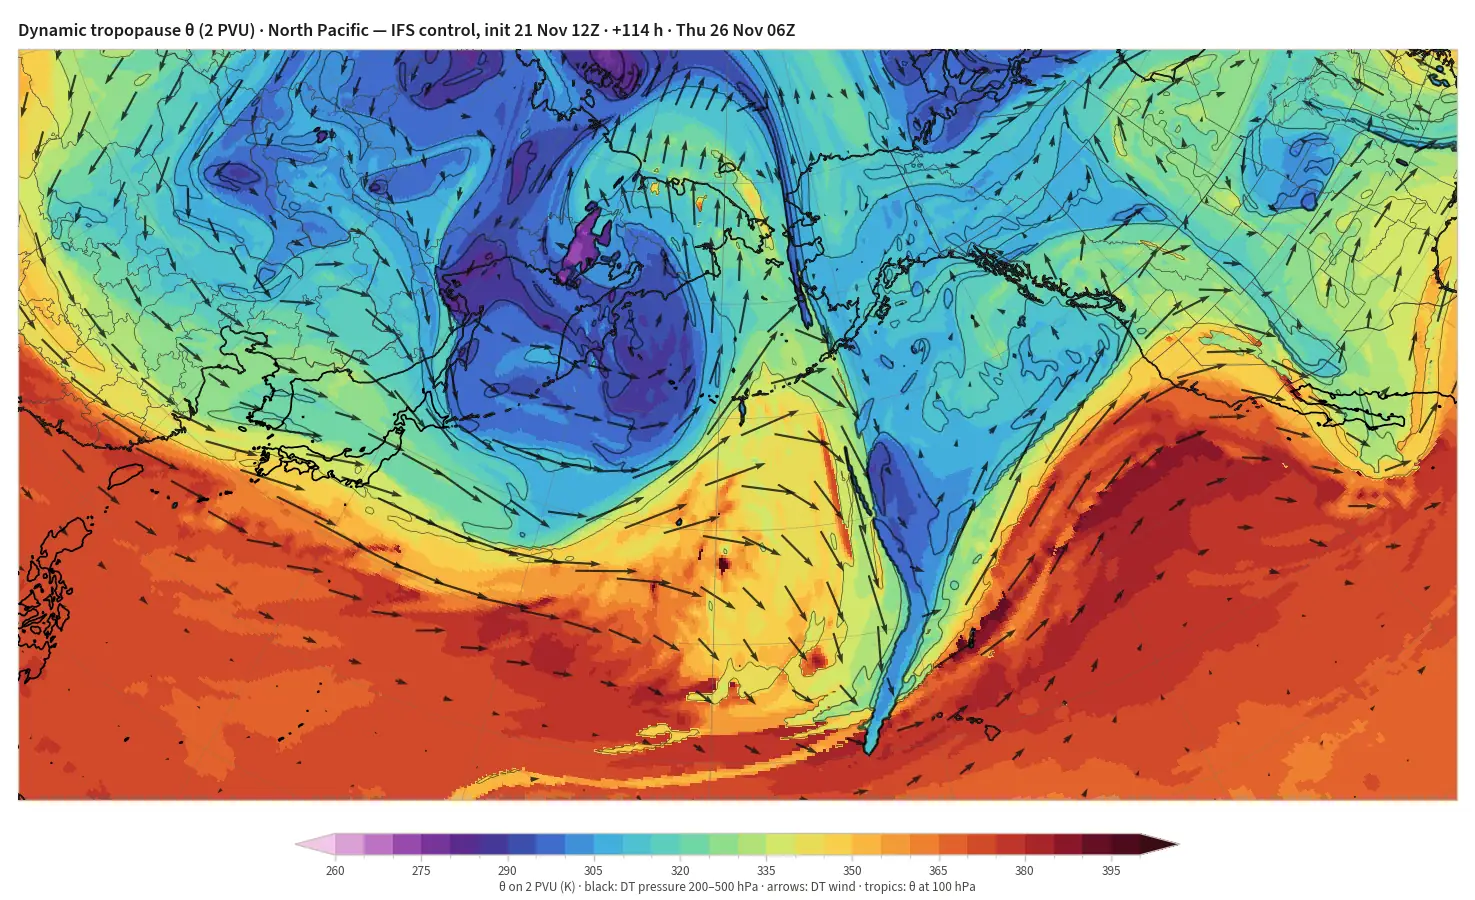 Dynamic tropopause θ (2 PVU) · North Pacific — IFS control, init 21 Nov 12Z · +114 h · Thu 26 Nov 06Z
260 275 290 305 320 335 350 365 380 395
θ on 2 PVU (K) · black: DT pressure 200–500 hPa · arrows: DT wind · tropics: θ at 100 hPa